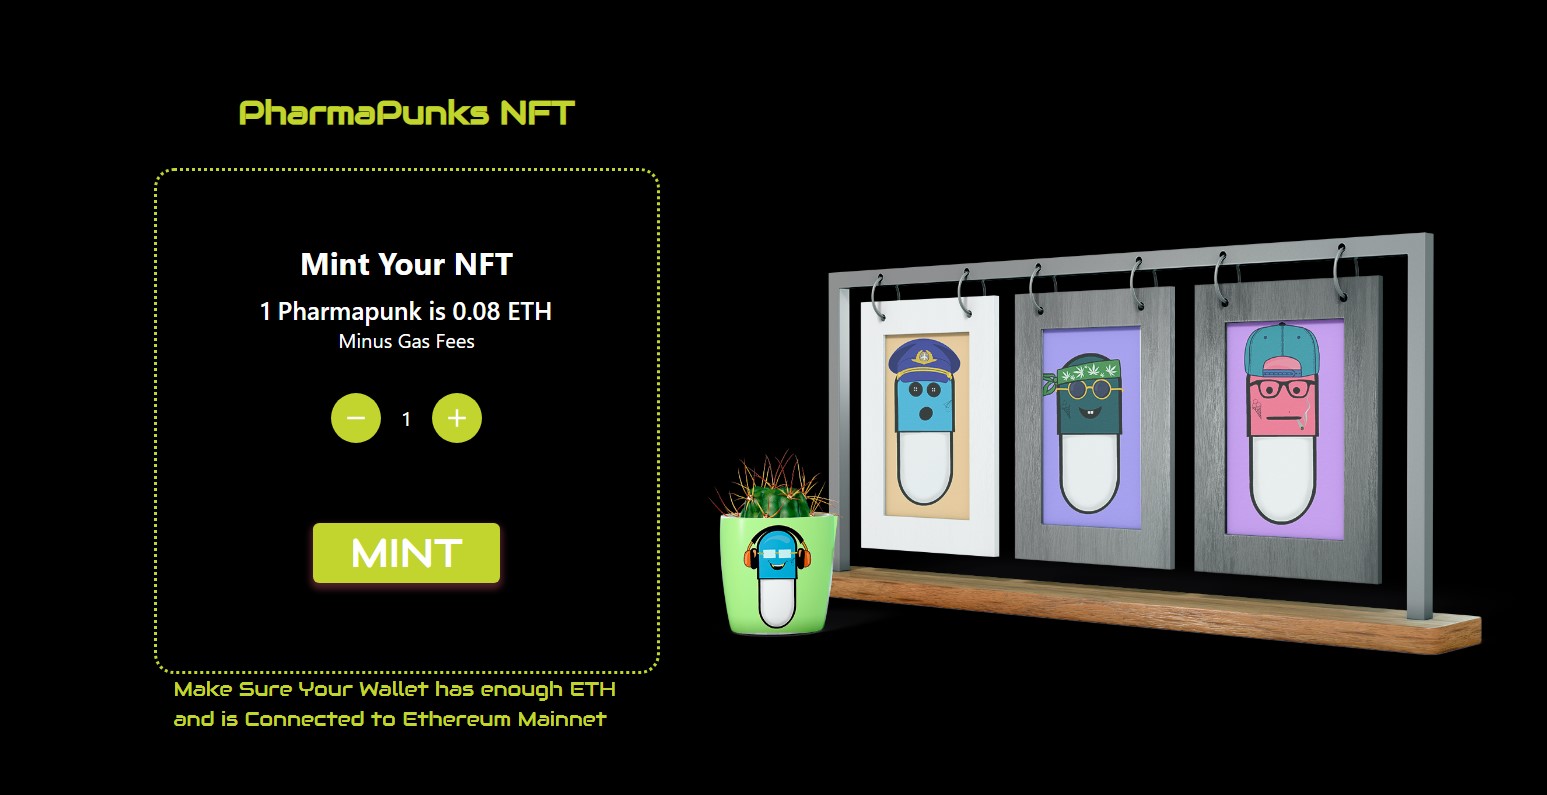 PharmaPunks NFT
Mint Your NFT
1 Pharmapunk is 0.08 ETH
Minus Gas Fees
1
MINT
Make Sure Your Wallet has enough ETH
and is Connected to Ethereum Mainnet